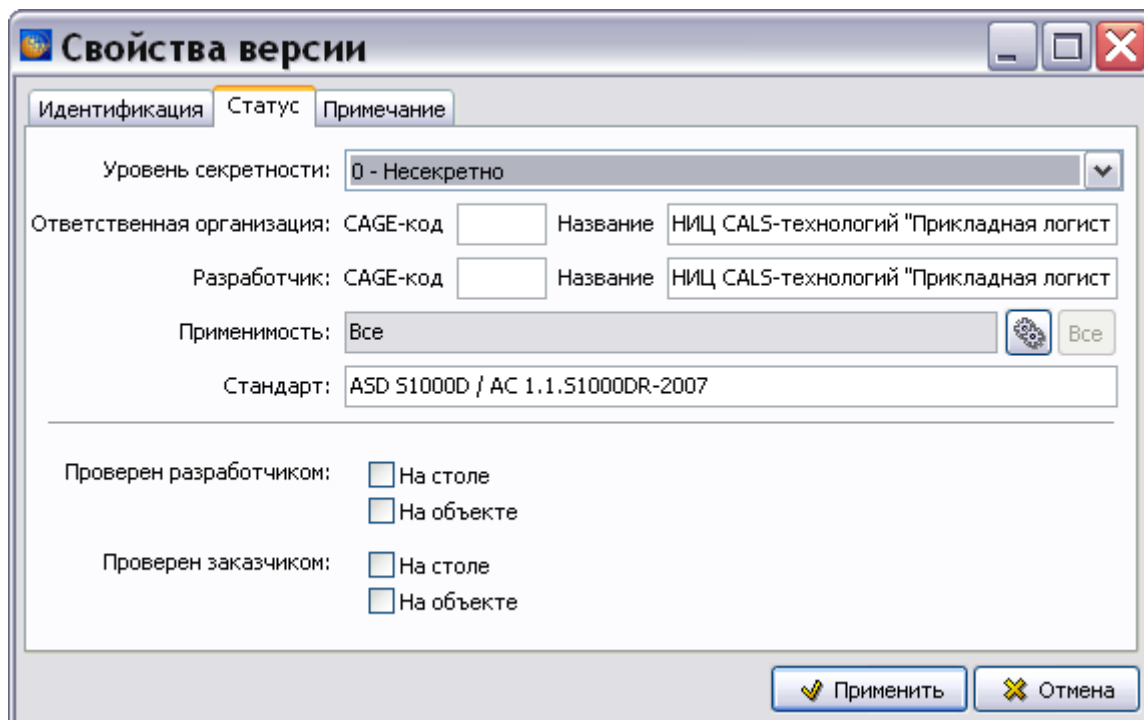 Свойства версии
Идентификация Статус Примечание
Уровень секретности: 0 - Несекретно
Ответственная организация: CAGE-код Название НИЦ CALS-технологий "Прикладная логист
Разработчик: CAGE-код Название НИЦ CALS-технологий "Прикладная логист
Применимость: Все Все
Стандарт: ASD S1000D / AC 1.1.S1000DR-2007
Проверен разработчиком: На столе
На объекте
Проверен заказчиком: На столе
На объекте
Применить Отмена